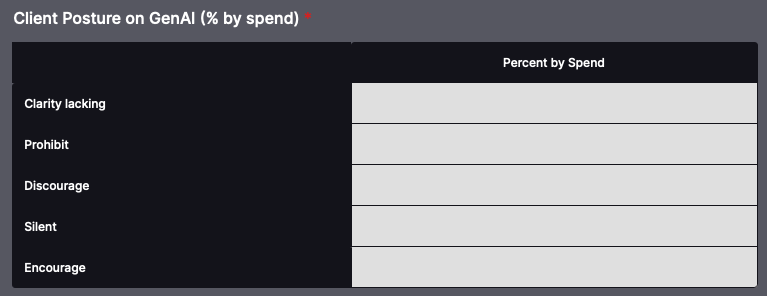 Client Posture on GenAI (% by spend) *
Percent by Spend
Clarity lacking
Prohibit
Discourage
Silent
Encourage